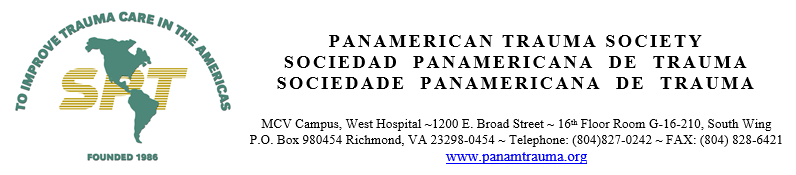 TO IMPROVE TRAUMA CARE IN THE AMERICAS
SPT
FOUNDED 1986
PANAMERICAN TRAUMA SOCIETY
SOCIEDAD PANAMERICANA DE TRAUMA
SOCIEDADE PANAMERICANA DE TRAUMA
MCV Campus, West Hospital ~1200 E. Broad Street ~ 16th Floor Room G-16-210, South Wing
P.O. Box 980454 Richmond, VA 23298-0454 ~ Telephone: (804)827-0242 ~ FAX: (804) 828-6421
www.panamtrauma.org